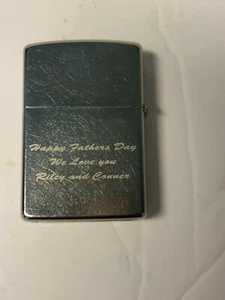 Happy Fathers Day
We Love you
Riley and Conner